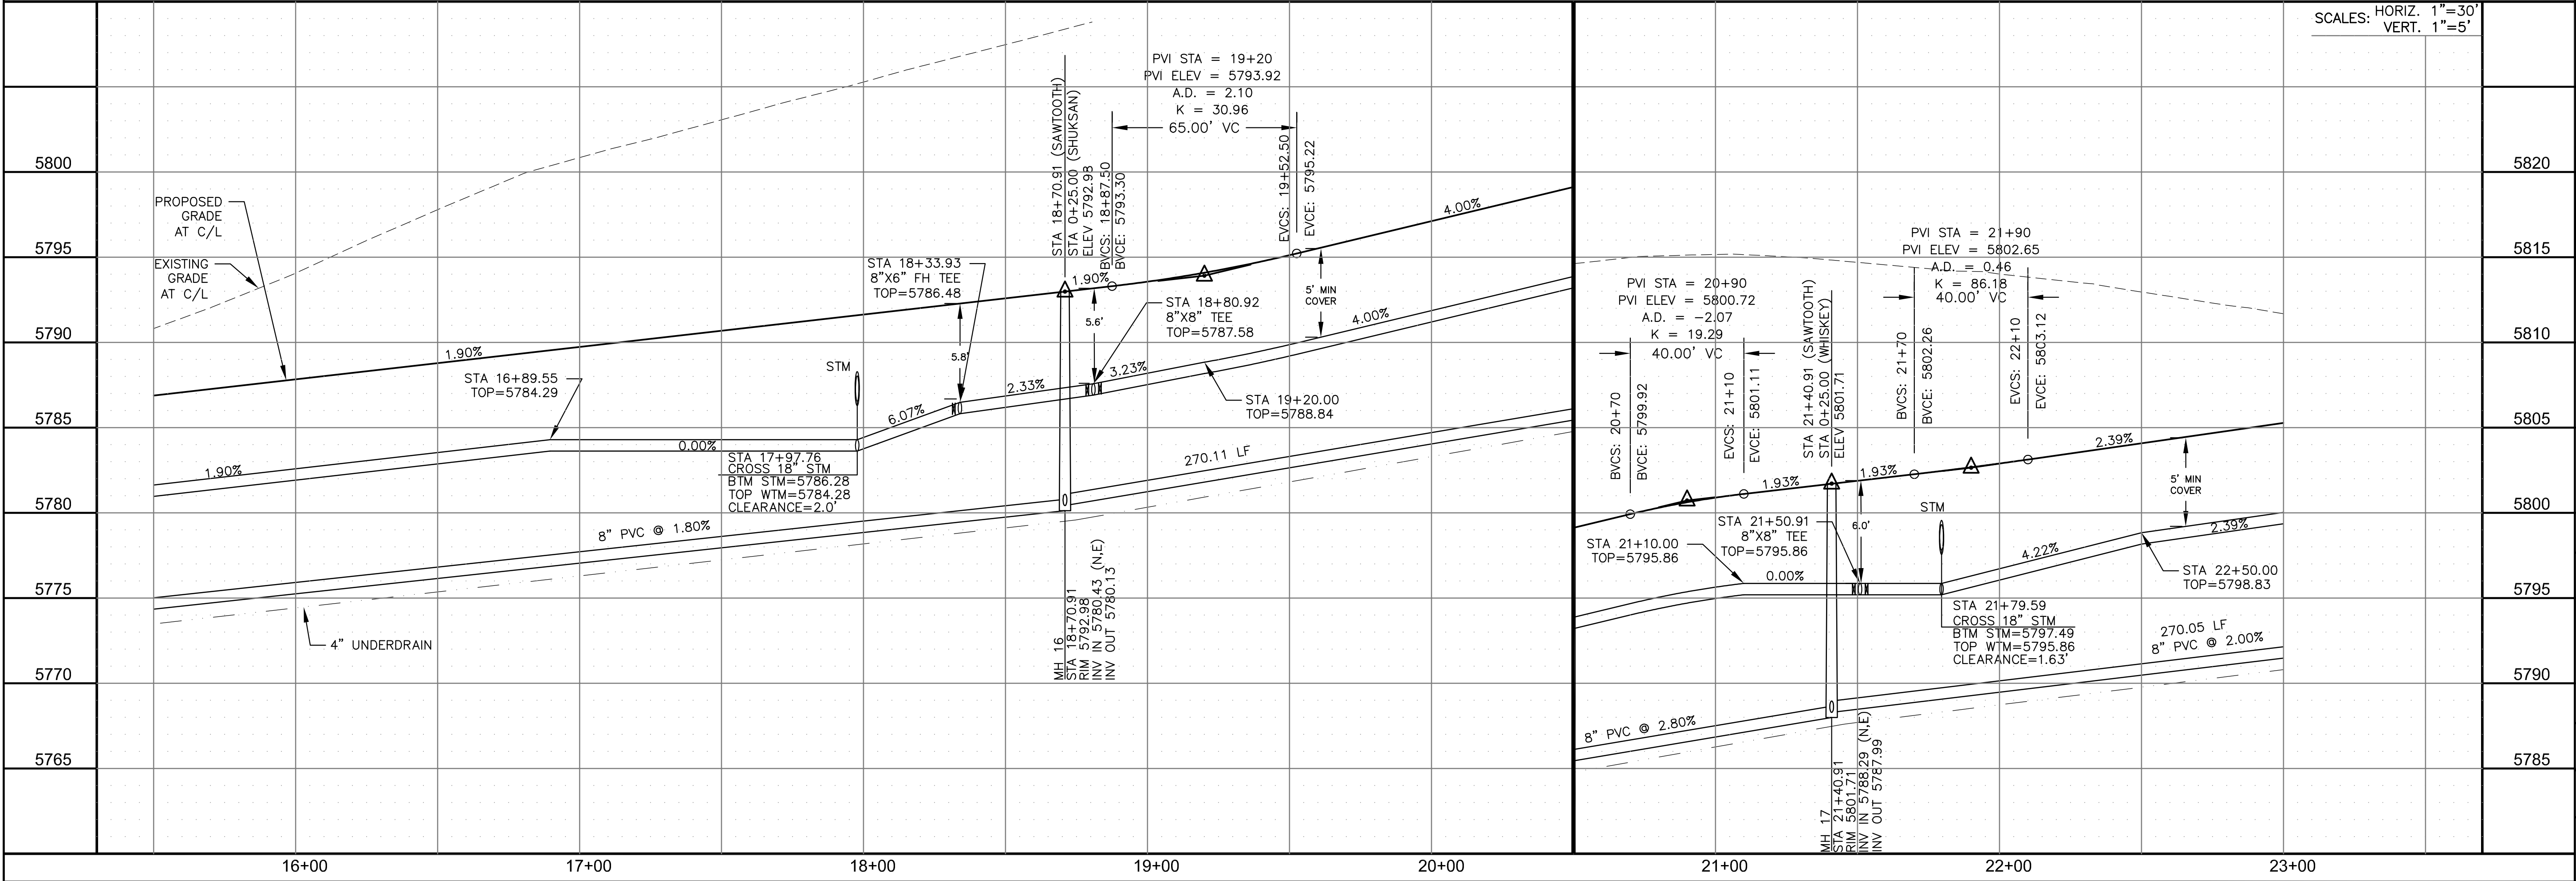 SCALES: HORIZ. 1"=30'
VERT. 1"=5'
5800
5795
5790
5785
5780
5775
5770
5765
PROPOSED
GRADE
AT C/L
EXISTING
GRADE
AT C/L
1.90%
1.90%
STA 16+89.55
TOP=5784.29
0.00%
STM
STA 17+97.76
CROSS 18" STM
BTM STM=5786.28
TOP WTM=5784.28
CLEARANCE=2.0'
6.07%
STA 18+33.93
8"X6" FH TEE
TOP=5786.48
5.8'
2.33%
STA 18+70.91 (SAWTOOTH)
STA 0+25.00 (SHUKSAN)
ELEV 5792.98
1.90%
5.6'
BVCS: 18+87.50
BVCE: 5793.30
PVI STA = 19+20
PVI ELEV = 5793.92
A.D. = 2.10
K = 30.96
65.00' VC
EVCS: 19+52.50
EVCE: 5795.22
STA 18+80.92
8"X8" TEE
TOP=5787.58
3.23%
STA 19+20.00
TOP=5788.84
5' MIN
COVER
4.00%
4.00%
8" PVC @ 1.80%
270.11 LF
4" UNDERDRAIN
MH 16
STA 18+70.91
RIM 5792.98
INV IN 5780.43 (N,E)
INV OUT 5780.13
PVI STA = 20+90
PVI ELEV = 5800.72
A.D. = -2.07
K = 19.29
40.00' VC
BVCS: 20+70
BVCE: 5799.92
EVCS: 21+10
EVCE: 5801.11
STA 21+40.91 (SAWTOOTH)
STA 0+25.00 (WHISKEY)
ELEV 5801.71
PVI STA = 21+90
PVI ELEV = 5802.65
A.D. = 0.46
K = 86.18
40.00' VC
BVCS: 21+70
BVCE: 5802.26
EVCS: 22+10
EVCE: 5803.12
1.93%
1.93%
2.39%
STA 21+50.91
8"X8" TEE
TOP=5795.86
6.0'
STM
STA 21+10.00
TOP=5795.86
0.00%
4.22%
5' MIN
COVER
2.39%
STA 22+50.00
TOP=5798.83
STA 21+79.59
CROSS 18" STM
BTM STM=5797.49
TOP WTM=5795.86
CLEARANCE=1.63'
270.05 LF
8" PVC @ 2.00%
8" PVC @ 2.80%
MH 17
STA 21+40.91
RIM 5801.71
INV IN 5788.29 (N,E)
INV OUT 5787.99
5820
5815
5810
5805
5800
5795
5790
5785
16+00
17+00
18+00
19+00
20+00
21+00
22+00
23+00